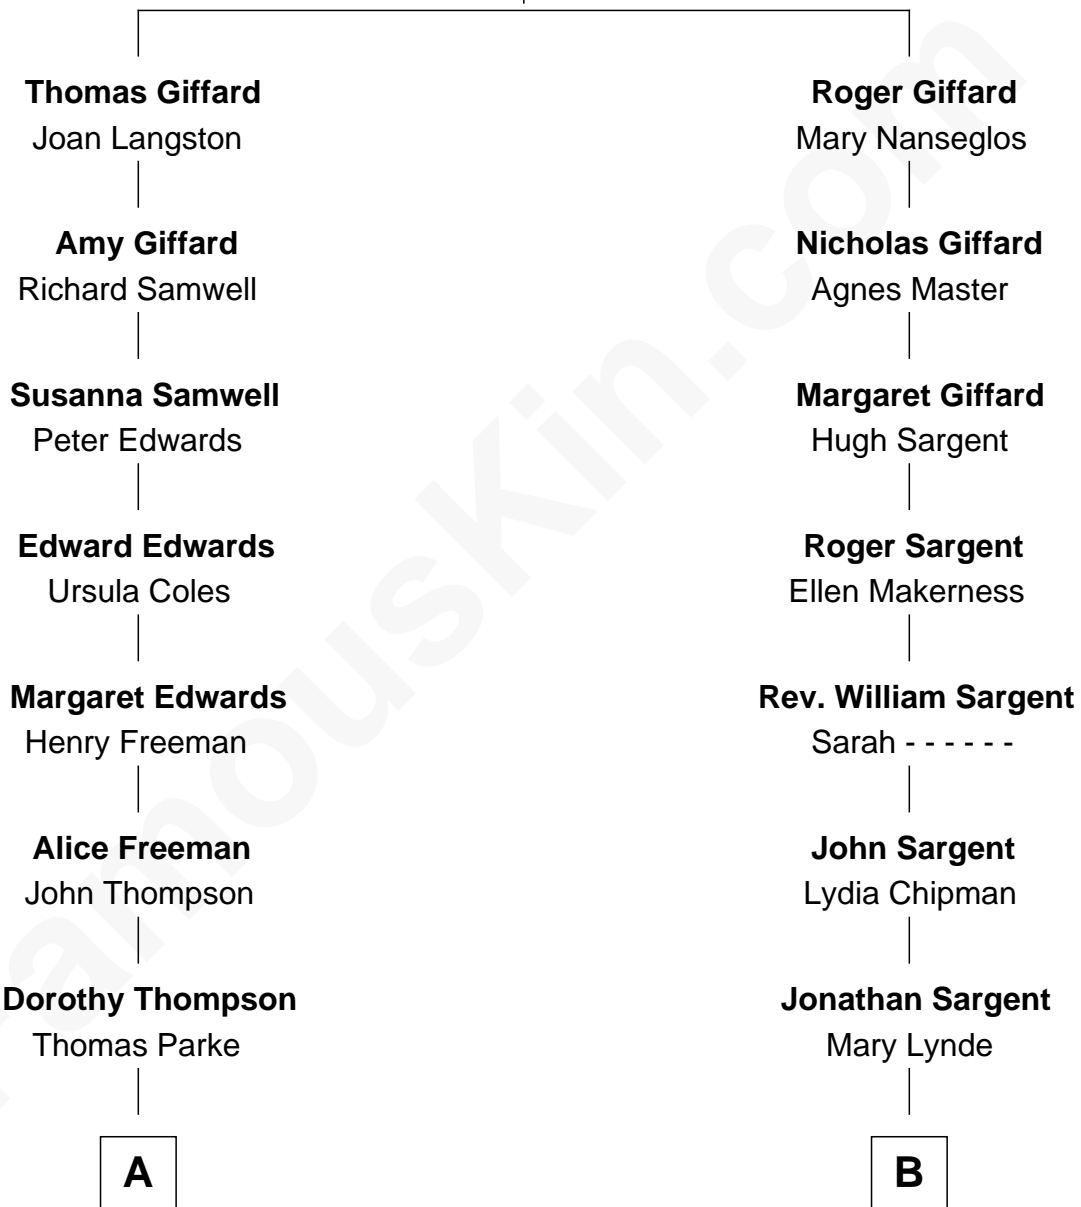 Thomas Giffard
Joan Langston
Amy Giffard
Richard Samwell
Susanna Samwell
Peter Edwards
Edward Edwards
Ursula Coles
Margaret Edwards
Henry Freeman
Alice Freeman
John Thompson
Dorothy Thompson
Thomas Parke
A
Roger Giffard
Mary Nanseglos
Nicholas Giffard
Agnes Master
Margaret Giffard
Hugh Sargent
Roger Sargent
Ellen Makerness
Rev. William Sargent
Sarah - - - - - -
John Sargent
Lydia Chipman
Jonathan Sargent
Mary Lynde
B
FamousKin.com